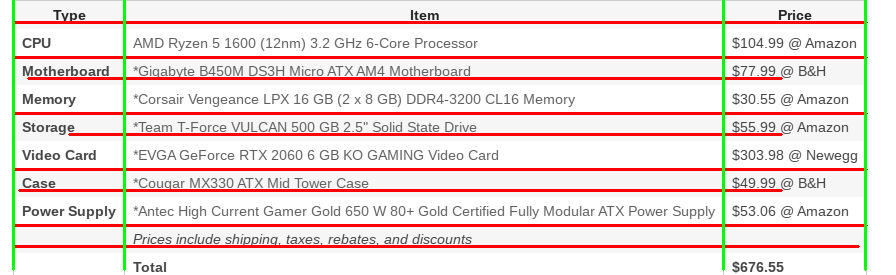 Type Item Price
CPU AMD Ryzen 5 1600 (12nm) 3.2 GHz 6-Core Processor $104.99 @ Amazon
Motherboard *Gigabyte B450M DS3H Micro ATX AM4 Motherboard $77.99 @ B&H
Memory *Corsair Vengeance LPX 16 GB (2 x 8 GB) DDR4-3200 CL16 Memory $30.55 @ Amazon
Storage *Team T-Force VULCAN 500 GB 2.5" Solid State Drive $55.99 @ Amazon
Video Card *EVGA GeForce RTX 2060 6 GB KO GAMING Video Card $303.98 @ Newegg
Case *Cougar MX330 ATX Mid Tower Case $49.99 @ B&H
Power Supply *Antec High Current Gamer Gold 650 W 80+ Gold Certified Fully Modular ATX Power Supply $53.06 @ Amazon
Prices include shipping, taxes, rebates, and discounts
Total $676.55